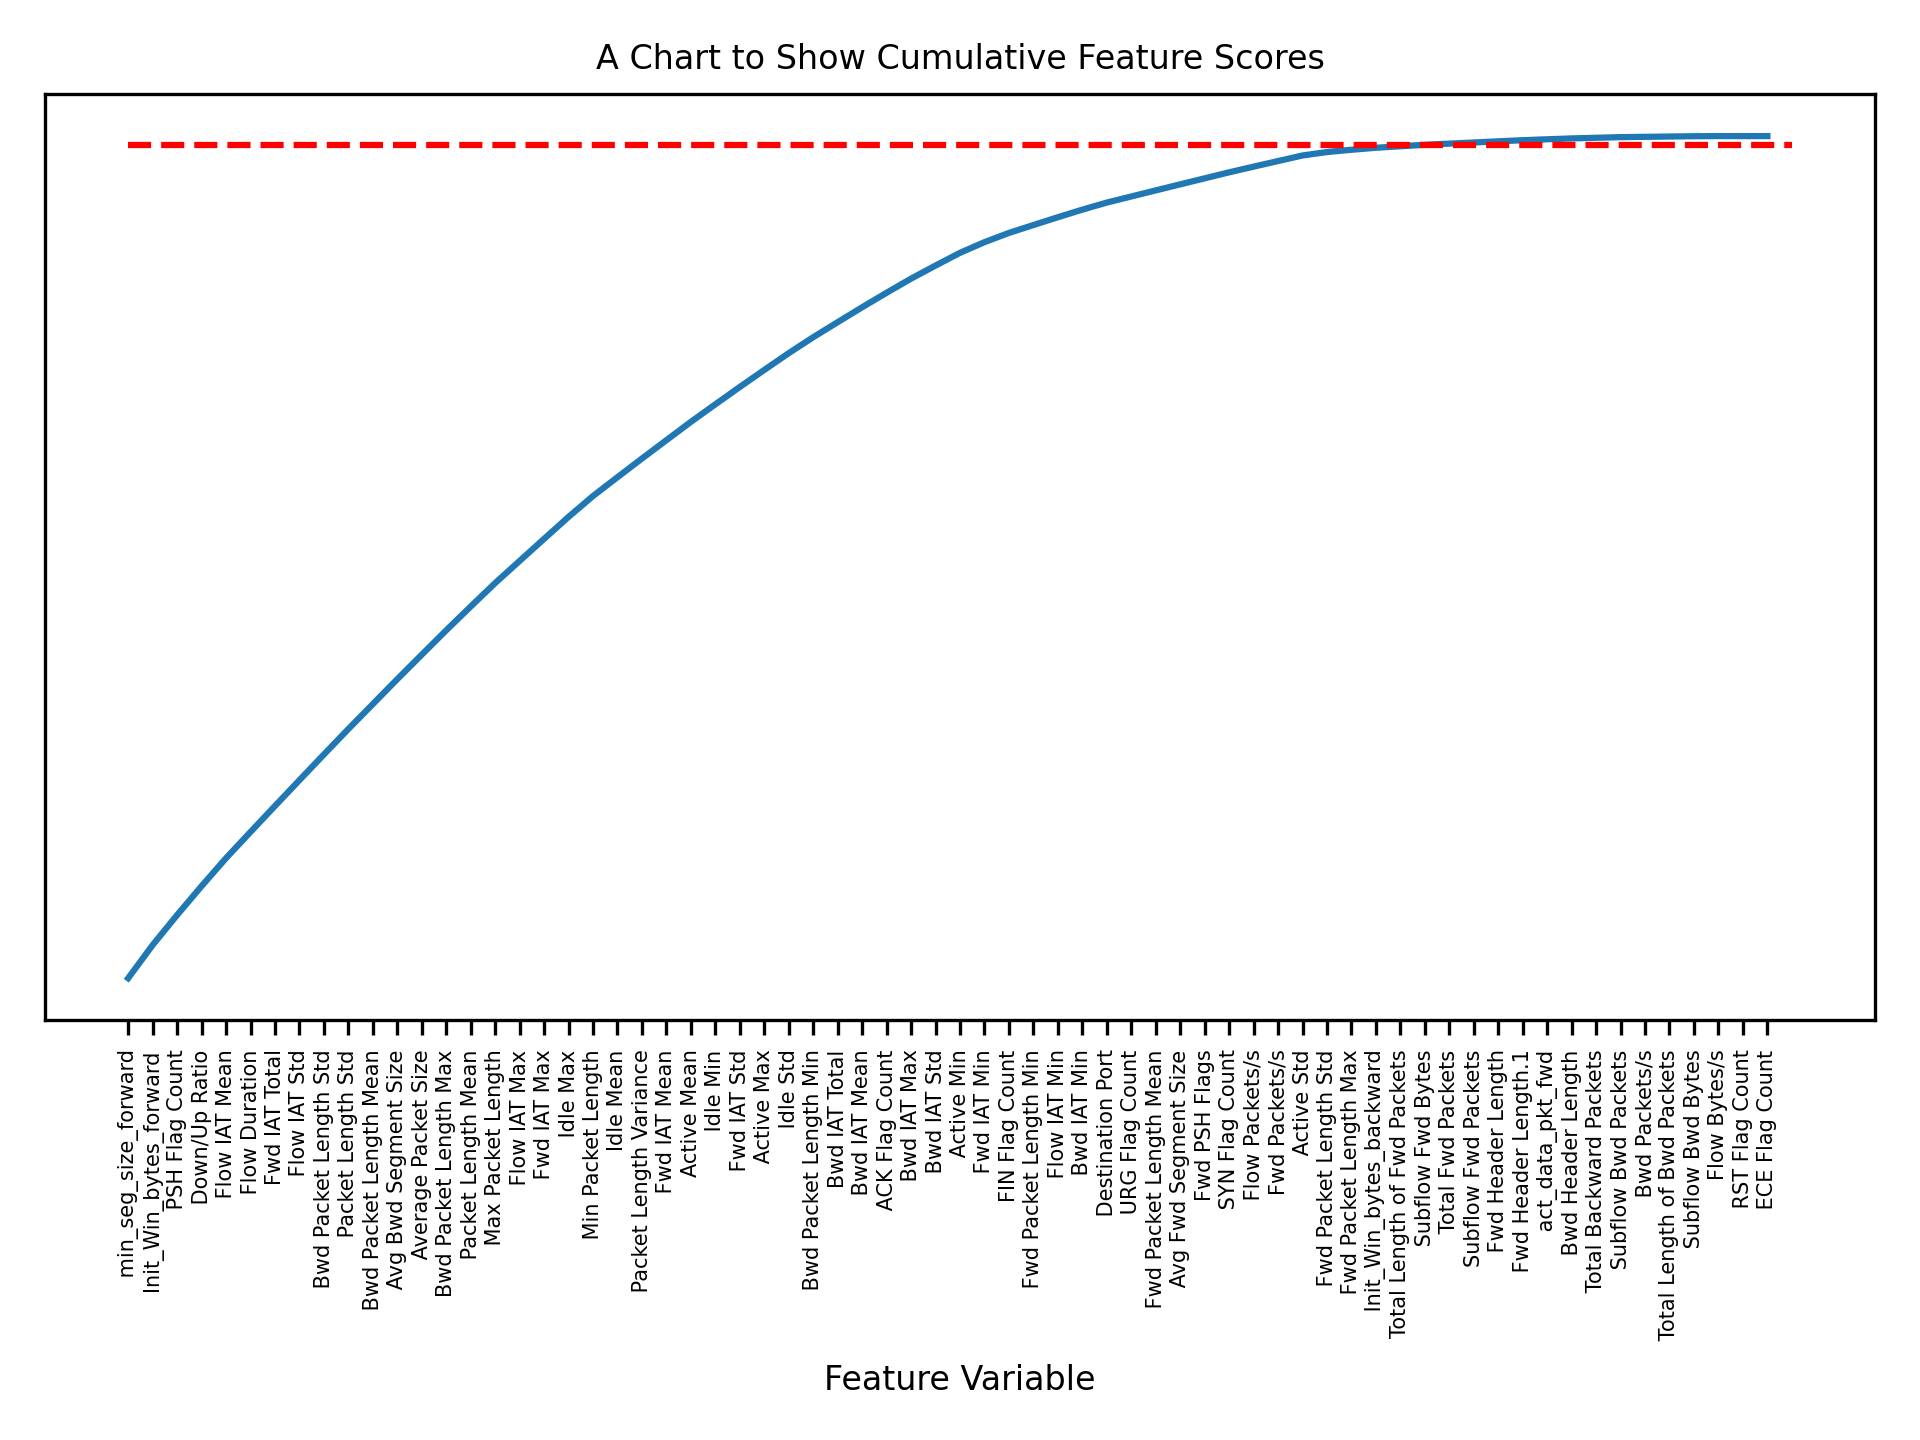 A Chart to Show Cumulative Feature Scores
min_seg_size_forward
Init_Win_bytes_forward
PSH Flag Count
Down/Up Ratio
Flow IAT Mean
Flow Duration
Fwd IAT Total
Flow IAT Std
Bwd Packet Length Std
Packet Length Std
Bwd Packet Length Mean
Avg Bwd Segment Size
Average Packet Size
Bwd Packet Length Max
Packet Length Mean
Max Packet Length
Flow IAT Max
Fwd IAT Max
Idle Max
Min Packet Length
Idle Mean
Packet Length Variance
Fwd IAT Mean
Active Mean
Idle Min
Fwd IAT Std
Active Max
Idle Std
Bwd Packet Length Min
Bwd IAT Total
Bwd IAT Mean
ACK Flag Count
Bwd IAT Max
Bwd IAT Std
Active Min
Fwd IAT Min
FIN Flag Count
Fwd Packet Length Min
Flow IAT Min
Bwd IAT Min
Destination Port
URG Flag Count
Fwd Packet Length Mean
Avg Fwd Segment Size
Fwd PSH Flags
SYN Flag Count
Flow Packets/s
Fwd Packets/s
Active Std
Fwd Packet Length Std
Fwd Packet Length Max
Init_Win_bytes_backward
Total Length of Fwd Packets
Subflow Fwd Bytes
Total Fwd Packets
Subflow Fwd Packets
Fwd Header Length
Fwd Header Length.1
act_data_pkt_fwd
Bwd Header Length
Total Backward Packets
Subflow Bwd Packets
Bwd Packets/s
Total Length of Bwd Packets
Subflow Bwd Bytes
Flow Bytes/s
RST Flag Count
ECE Flag Count
Feature Variable